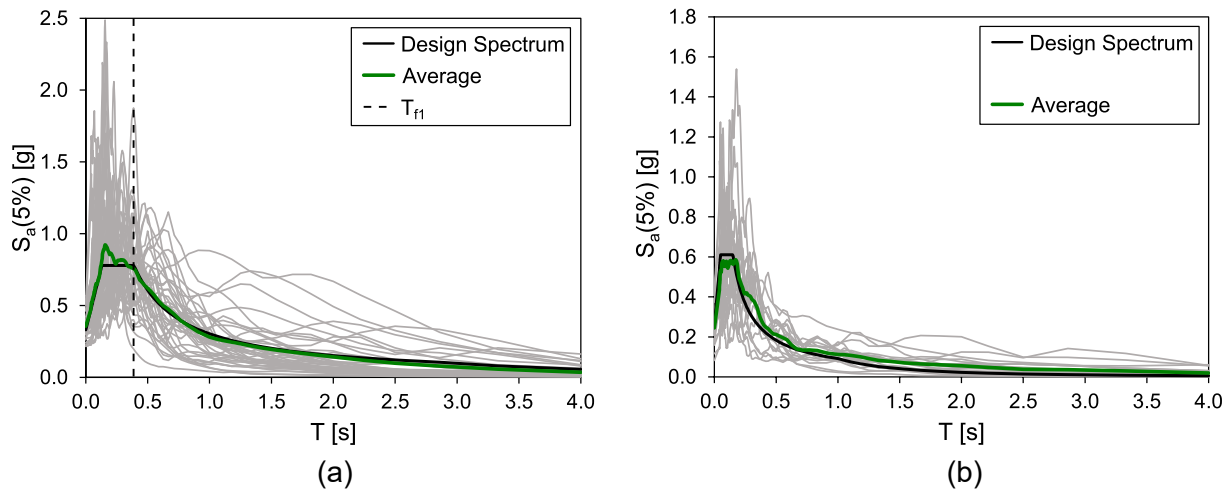 2.5
2.0
1.5
1.0
0.5
0.0
S_a(5%) [g]
Design Spectrum
Average
T_f1
0.0 0.5 1.0 1.5 2.0 2.5 3.0 3.5 4.0
T [s]
(a)
1.8
1.6
1.4
1.2
1.0
0.8
0.6
0.4
0.2
0.0
S_a(5%) [g]
Design Spectrum
Average
0.0 0.5 1.0 1.5 2.0 2.5 3.0 3.5 4.0
T [s]
(b)